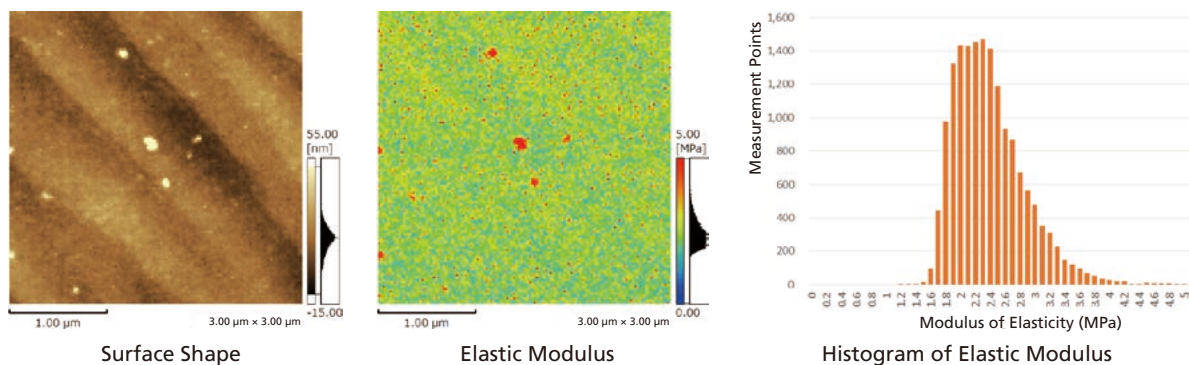 55.00
[nm]
-15.00
1.00 µm
3.00 µm × 3.00 µm
Surface Shape
5.00
[MPa]
0.00
1.00 µm
3.00 µm × 3.00 µm
Elastic Modulus
Measurement Points
1,600
1,400
1,200
1,000
800
600
400
200
0
0 0.2 0.4 0.6 0.8 1 1.2 1.4 1.6 1.8 2 2.2 2.4 2.6 2.8 3 3.2 3.4 3.6 3.8 4 4.2 4.4 4.6 4.8 5
Modulus of Elasticity (MPa)
Histogram of Elastic Modulus